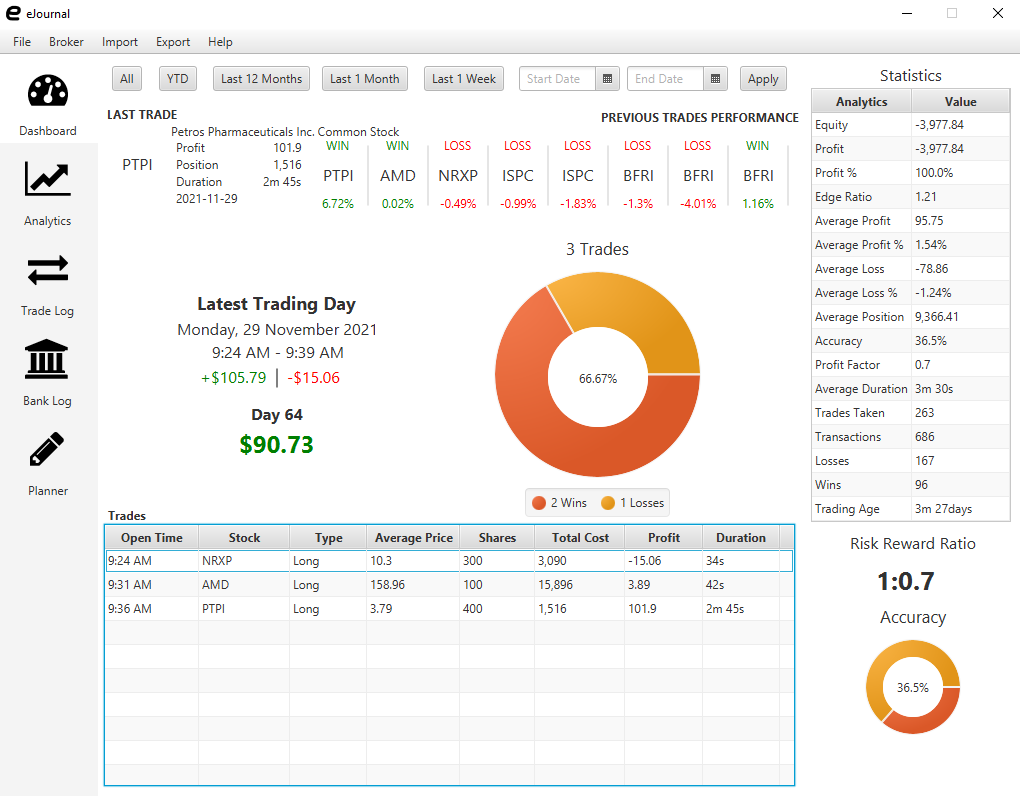 eJournal
File Broker Import Export Help
Dashboard
Analytics
Trade Log
Bank Log
Planner
All YTD Last 12 Months Last 1 Month Last 1 Week Start Date End Date Apply
LAST TRADE
Petros Pharmaceuticals Inc. Common Stock
PTPI
Profit 101.9
Position 1,516
Duration 2m 45s
2021-11-29
PREVIOUS TRADES PERFORMANCE
WIN WIN LOSS LOSS LOSS LOSS LOSS WIN
PTPI AMD NRXP ISPC ISPC BFRI BFRI BFRI
6.72% 0.02% -0.49% -0.99% -1.83% -1.3% -4.01% 1.16%
Latest Trading Day
Monday, 29 November 2021
9:24 AM - 9:39 AM
+$105.79 | -$15.06
Day 64
$90.73
3 Trades
66.67%
2 Wins 1 Losses
Trades
Open Time Stock Type Average Price Shares Total Cost Profit Duration
9:24 AM NRXP Long 10.3 300 3,090 -15.06 34s
9:31 AM AMD Long 158.96 100 15,896 3.89 42s
9:36 AM PTPI Long 3.79 400 1,516 101.9 2m 45s
Statistics
Analytics Value
Equity -3,977.84
Profit -3,977.84
Profit % 100.0%
Edge Ratio 1.21
Average Profit 95.75
Average Profit % 1.54%
Average Loss -78.86
Average Loss % -1.24%
Average Position 9,366.41
Accuracy 36.5%
Profit Factor 0.7
Average Duration 3m 30s
Trades Taken 263
Transactions 686
Losses 167
Wins 96
Trading Age 3m 27days
Risk Reward Ratio
1:0.7
Accuracy
36.5%